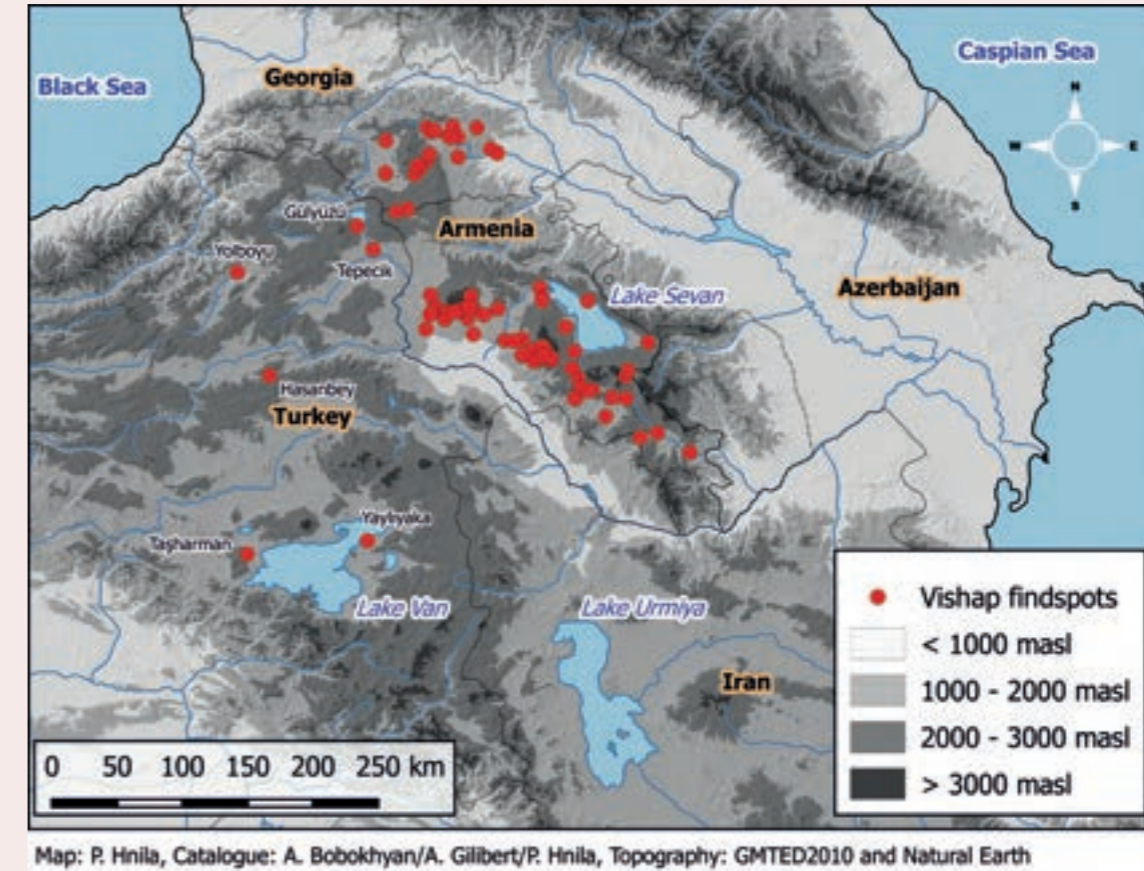 Black Sea
Georgia
Caspian Sea
N
W
E
S
Gülyüzü
Armenia
Yolboyu
Tepecik
Azerbaijan
Lake Sevan
Hasanbey
Turkey
Yaylıyaka
Taşharman
Lake Van
Lake Urmiya
Iran
Vishap findspots
< 1000 masl
1000 - 2000 masl
2000 - 3000 masl
> 3000 masl
0 50 100 150 200 250 km
Map: P. Hnila, Catalogue: A. Bobokhyan/A. Gilibert/P. Hnila, Topography: GMTED2010 and Natural Earth